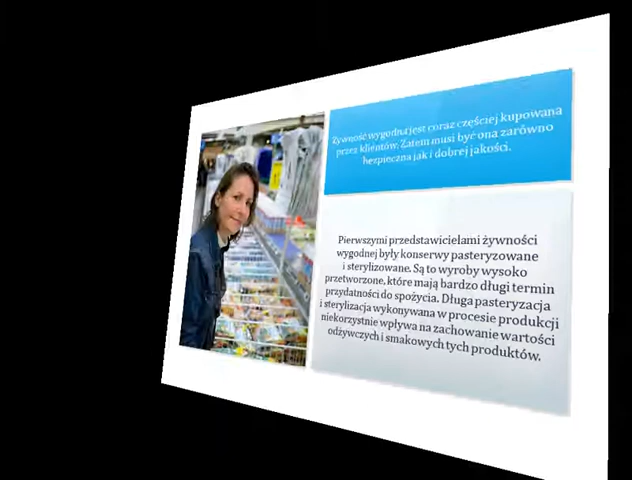 Żywność wygodna jest coraz częściej kupowana
przez klientów. Zatem musi być ona zarówno
bezpieczna jak i dobrej jakości.
Pierwszymi przedstawicielami żywności
wygodnej były konserwy pasteryzowane
i sterylizowane. Są to wyroby wysoko
przetworzone, które mają bardzo długi termin
przydatności do spożycia. Długa pasteryzacja
i sterylizacja wykonywana w procesie produkcji
niekorzystnie wpływa na zachowanie wartości
odżywczych i smakowych tych produktów.